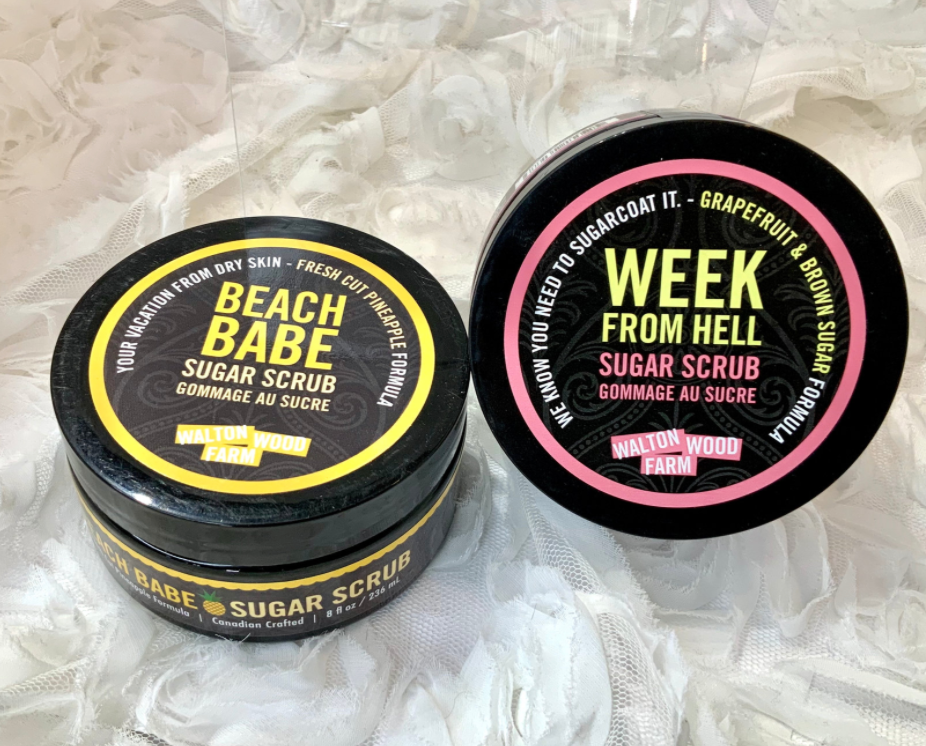 YOUR VACATION FROM DRY SKIN - FRESH CUT PINEAPPLE FORMULA
BEACH
BABE
SUGAR SCRUB
GOMMAGE AU SUCRE
WALTON WOOD
FARM
BEACH BABE SUGAR SCRUB
Formula | Canadian Crafted | 8 fl oz / 236 mL
WE KNOW YOU NEED TO SUGARCOAT IT. - GRAPEFRUIT & BROWN SUGAR FORMULA
WEEK
FROM HELL
SUGAR SCRUB
GOMMAGE AU SUCRE
WALTON WOOD
FARM